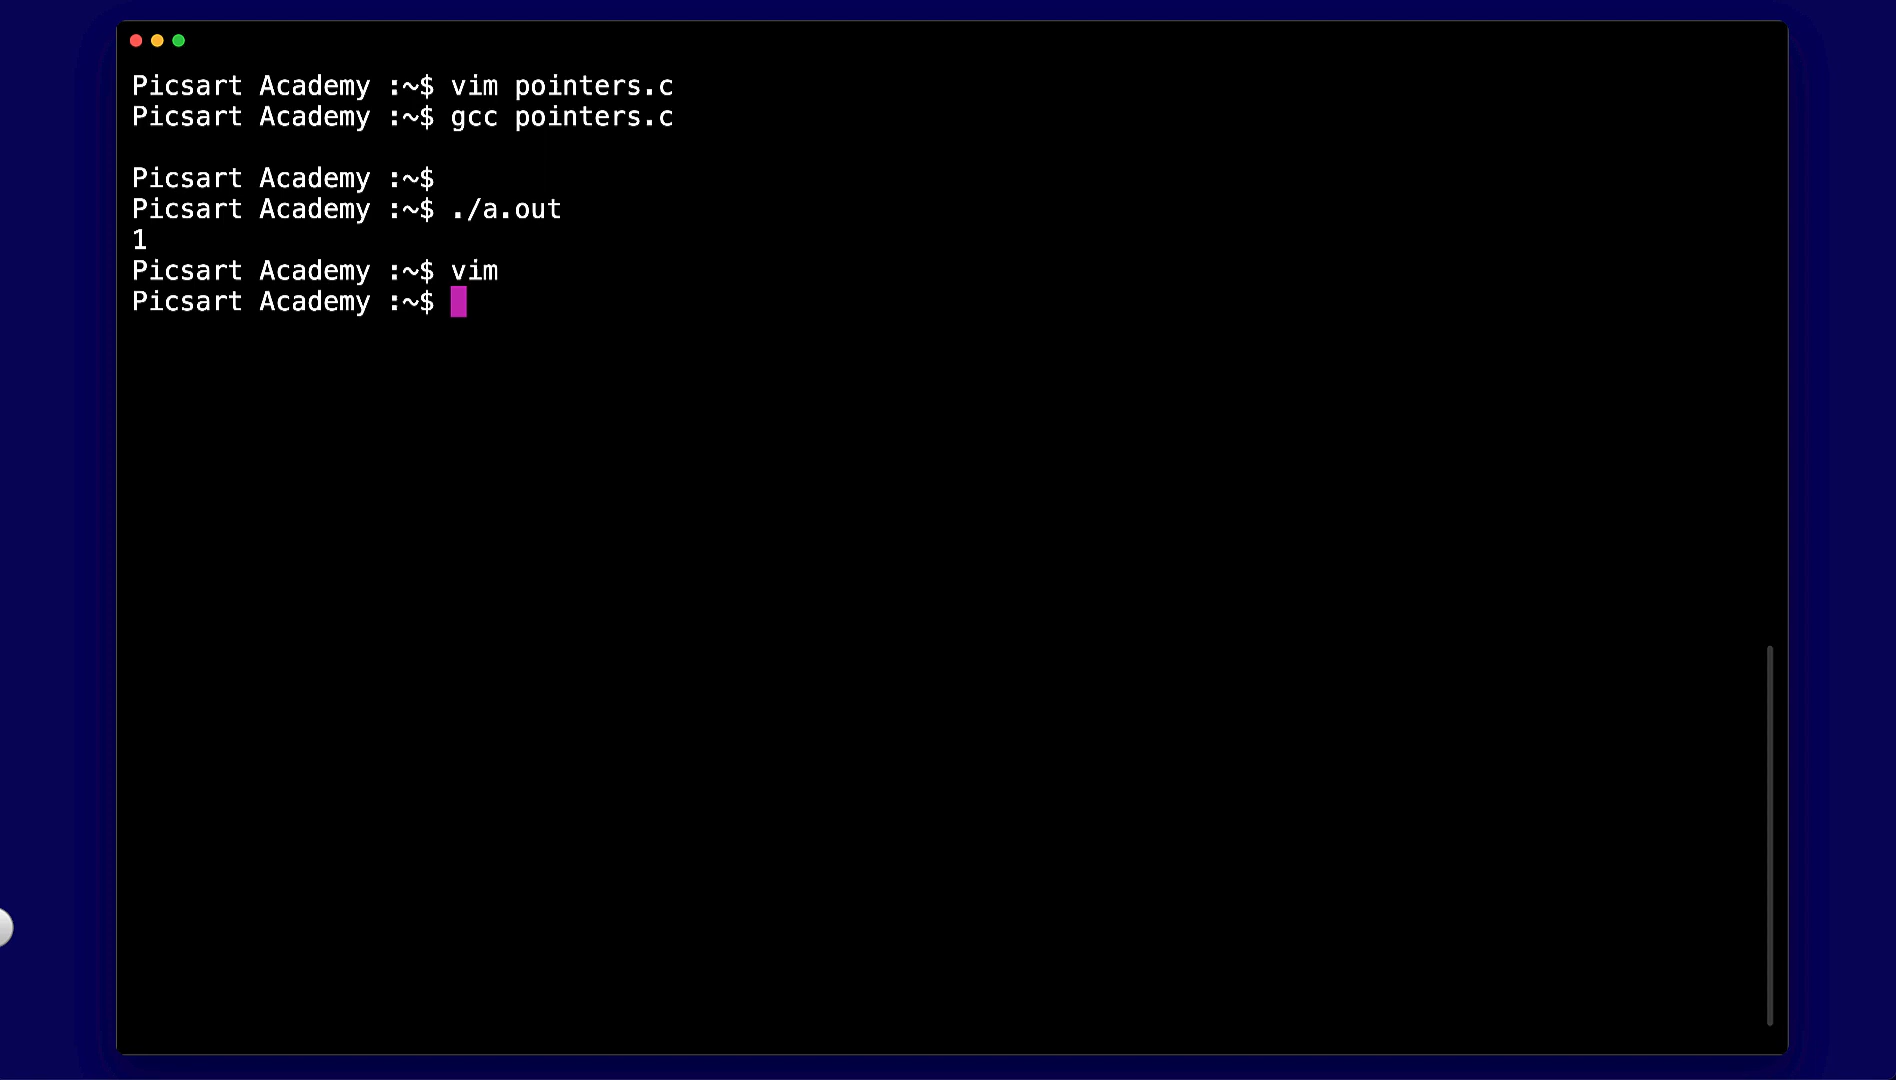 Picsart Academy :~$ vim pointers.c
Picsart Academy :~$ gcc pointers.c
Picsart Academy :~$
Picsart Academy :~$ ./a.out
1
Picsart Academy :~$ vim
Picsart Academy :~$